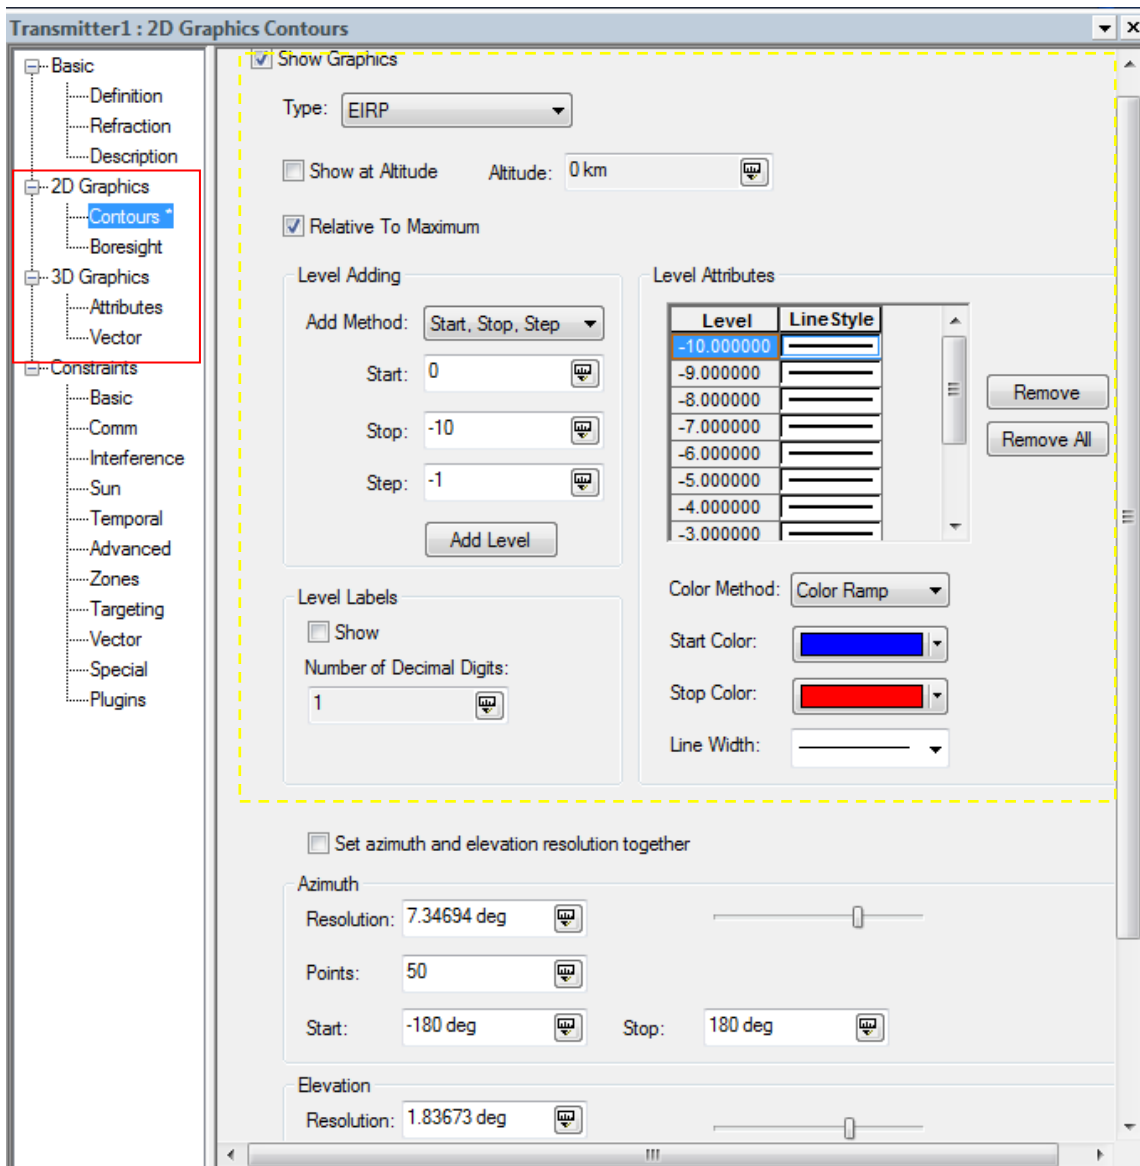 Transmitter1 : 2D Graphics Contours
Basic
Definition
Refraction
Description
2D Graphics
Contours *
Boresight
3D Graphics
Attributes
Vector
Constraints
Basic
Comm
Interference
Sun
Temporal
Advanced
Zones
Targeting
Vector
Special
Plugins
Show Graphics
Type: EIRP
Show at Altitude Altitude: 0 km
Relative To Maximum
Level Adding
Add Method: Start, Stop, Step
Start: 0
Stop: -10
Step: -1
Add Level
Level Labels
Show
Number of Decimal Digits:
1
Level Attributes
Level LineStyle
-10.000000
-9.000000
-8.000000
-7.000000
-6.000000
-5.000000
-4.000000
-3.000000
Remove
Remove All
Color Method: Color Ramp
Start Color:
Stop Color:
Line Width:
Set azimuth and elevation resolution together
Azimuth
Resolution: 7.34694 deg
Points: 50
Start: -180 deg Stop: 180 deg
Elevation
Resolution: 1.83673 deg